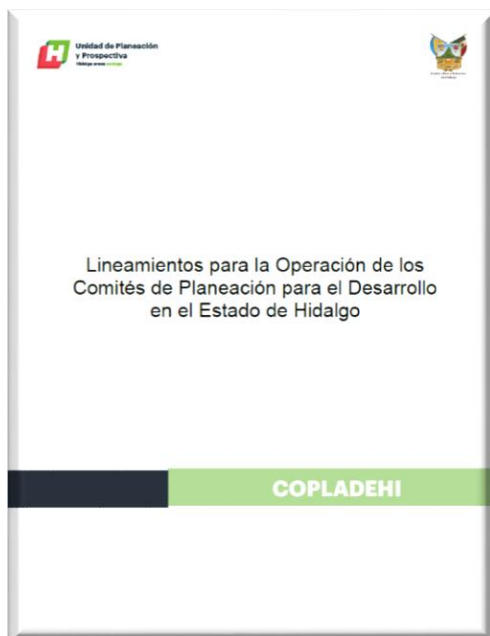 Unidad de Planeación
y Prospectiva
Lineamientos para la Operación de los
Comités de Planeación para el Desarrollo
en el Estado de Hidalgo
COPLADEHI